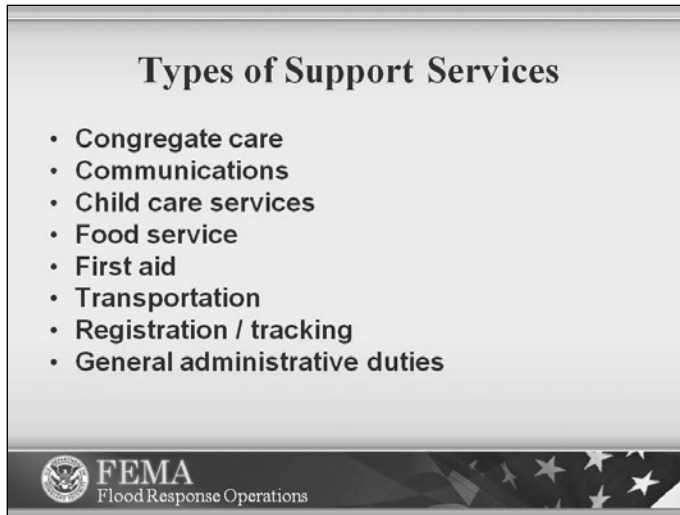 Types of Support Services
• Congregate care
• Communications
• Child care services
• Food service
• First aid
• Transportation
• Registration / tracking
• General administrative duties
FEMA
Flood Response Operations